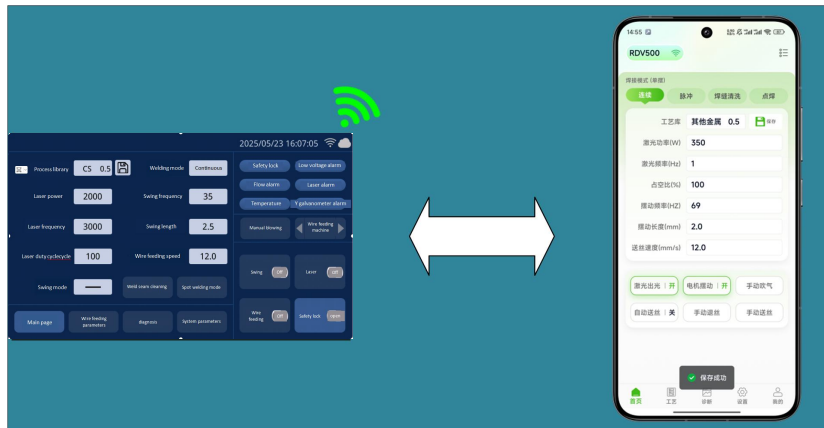 2025/05/23 16:07:05
Process library CS 0.5 Welding mode Continuous
Laser power 2000 Swing frequency 35
Laser frequency 3000 Swing length 2.5
Laser dutycyclecycle 100 Wire feeding speed 12.0
Swing mode Weld seam cleaning Spot welding mode
Main page Wire feeding parameters diagnosis System parameters
Safety lock Low voltage alarm
Flow alarm Laser alarm
Temperature Y galvanometer alarm
Manual blowing Wire feeding machine
Swing Off Laser Off
Wire feeding Off Safety lock open
14:55
RDV500
焊接模式 (单摆)
连续 脉冲 焊缝清洗 点焊
工艺库 其他金属 0.5 保存
激光功率(W) 350
激光频率(Hz) 1
占空比(%) 100
摆动频率(HZ) 69
摆动长度(mm) 2.0
送丝速度(mm/s) 12.0
激光出光 | 开 电机摆动 | 开 手动吹气
自动送丝 | 关 手动退丝 手动送丝
保存成功
首页 工艺 诊断 设置 我的